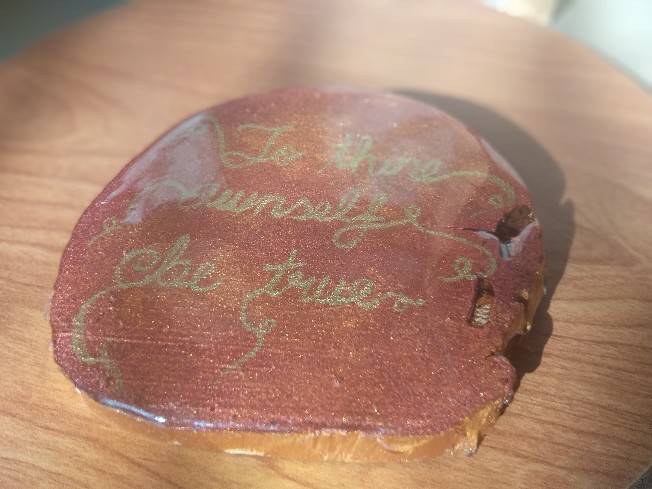 To thine
ownself
be true